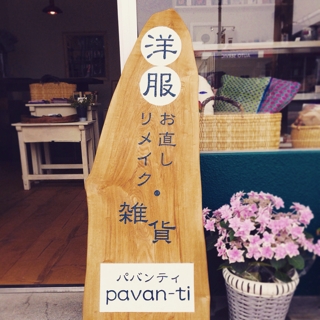 洋服
お直し
リメイク・
雑貨
パバンティ
pavan-ti